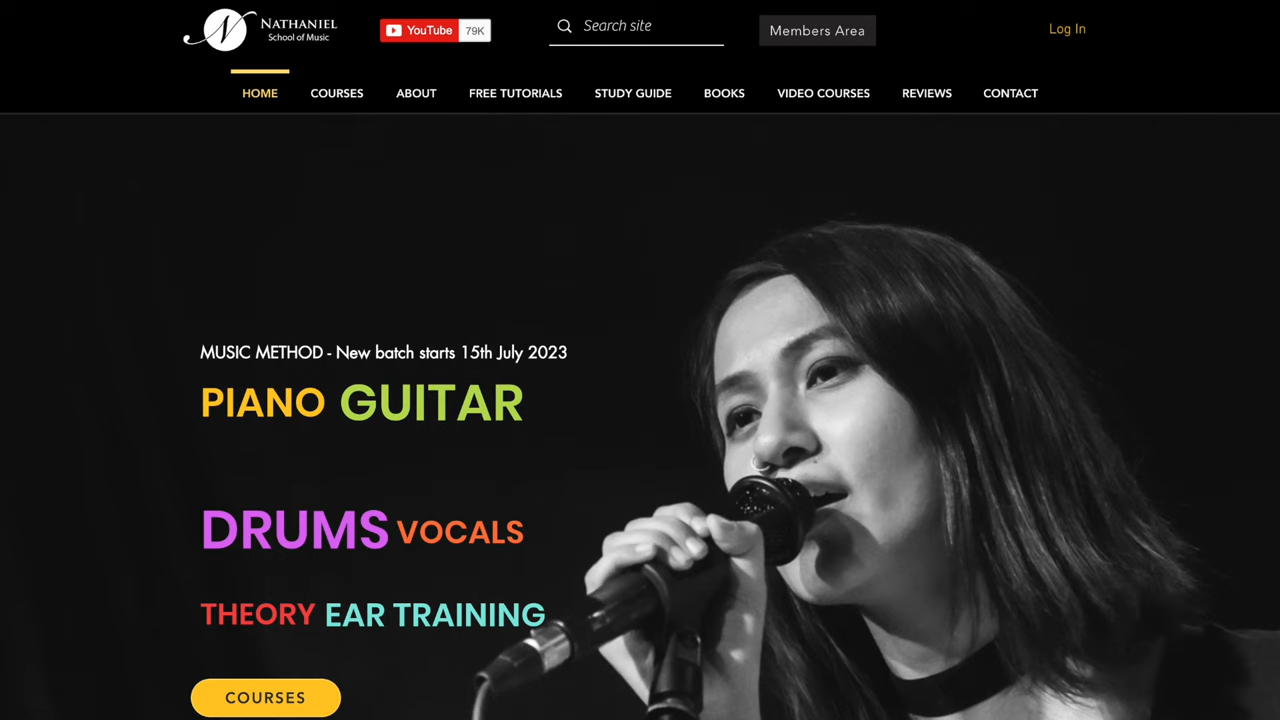 NATHANIEL
School of Music
YouTube 79K
Search site
Members Area
Log In
HOME COURSES ABOUT FREE TUTORIALS STUDY GUIDE BOOKS VIDEO COURSES REVIEWS CONTACT
MUSIC METHOD - New batch starts 15th July 2023
PIANO GUITAR
DRUMS VOCALS
THEORY EAR TRAINING
COURSES